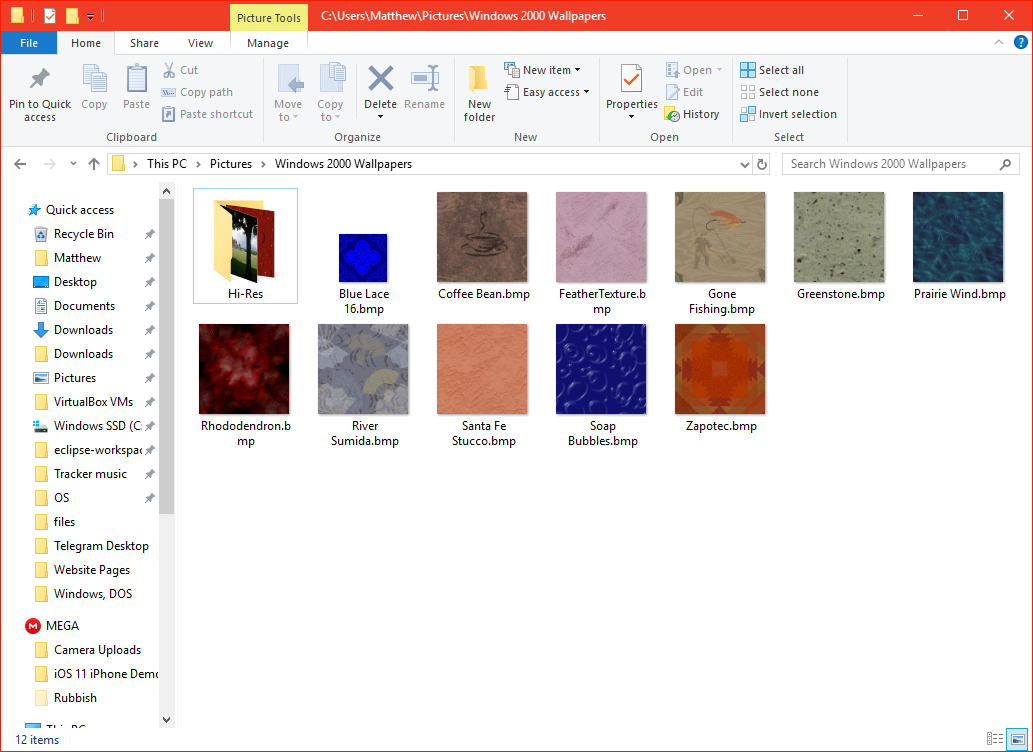 Picture Tools
C:\Users\Matthew\Pictures\Windows 2000 Wallpapers
File
Home
Share
View
Manage
Pin to Quick
access
Copy
Paste
Cut
Copy path
Paste shortcut
Clipboard
Move
to
Copy
to
Delete
Rename
Organize
New
folder
New item
Easy access
New
Properties
Open
Edit
History
Open
Select all
Select none
Invert selection
Select
This PC
Pictures
Windows 2000 Wallpapers
Search Windows 2000 Wallpapers
Quick access
Recycle Bin
Matthew
Desktop
Documents
Downloads
Downloads
Pictures
VirtualBox VMs
Windows SSD (C:
eclipse-workspac
Tracker music
OS
files
Telegram Desktop
Website Pages
Windows, DOS
MEGA
Camera Uploads
iOS 11 iPhone Demo
Rubbish
This PC
Hi-Res
Blue Lace
16.bmp
Coffee Bean.bmp
FeatherTexture.b
mp
Gone
Fishing.bmp
Greenstone.bmp
Prairie Wind.bmp
Rhododendron.b
mp
River
Sumida.bmp
Santa Fe
Stucco.bmp
Soap
Bubbles.bmp
Zapotec.bmp
12 items